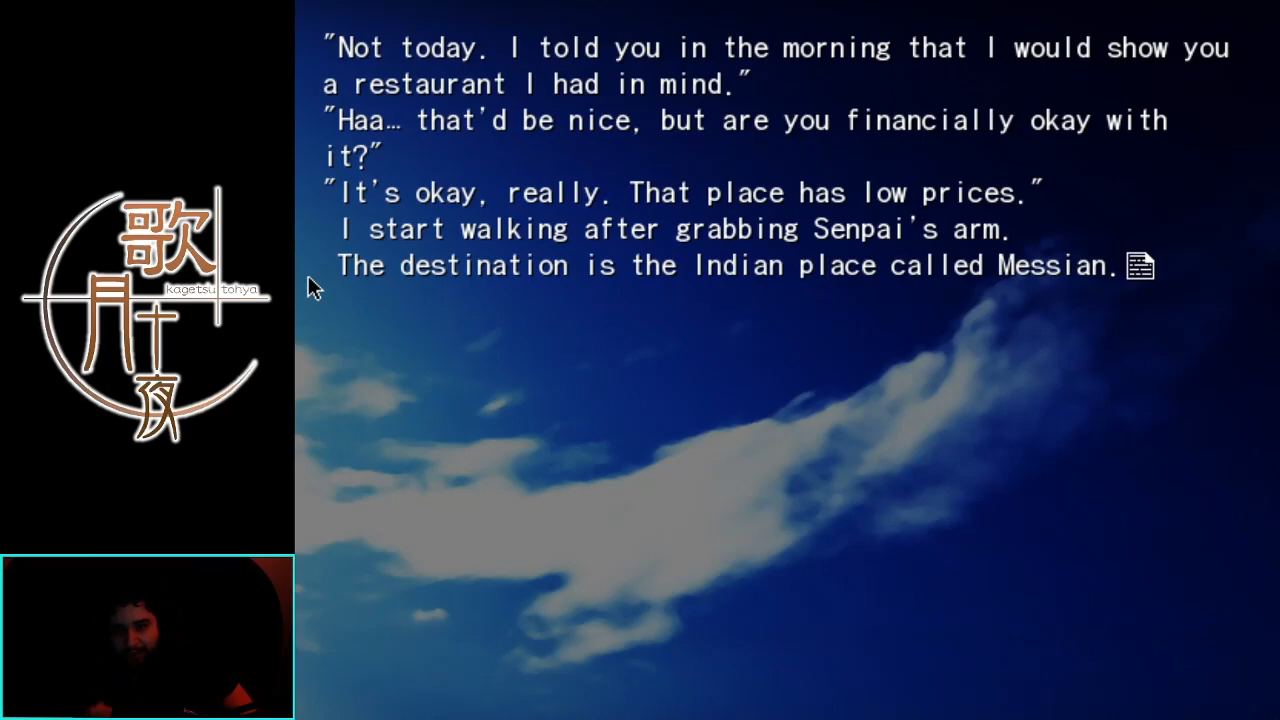 "Not today. I told you in the morning that I would show you
a restaurant I had in mind."
"Haa… that'd be nice, but are you financially okay with
it?"
"It's okay, really. That place has low prices."
I start walking after grabbing Senpai's arm.
The destination is the Indian place called Messian.
歌
月
kagetsu tohya
十
夜